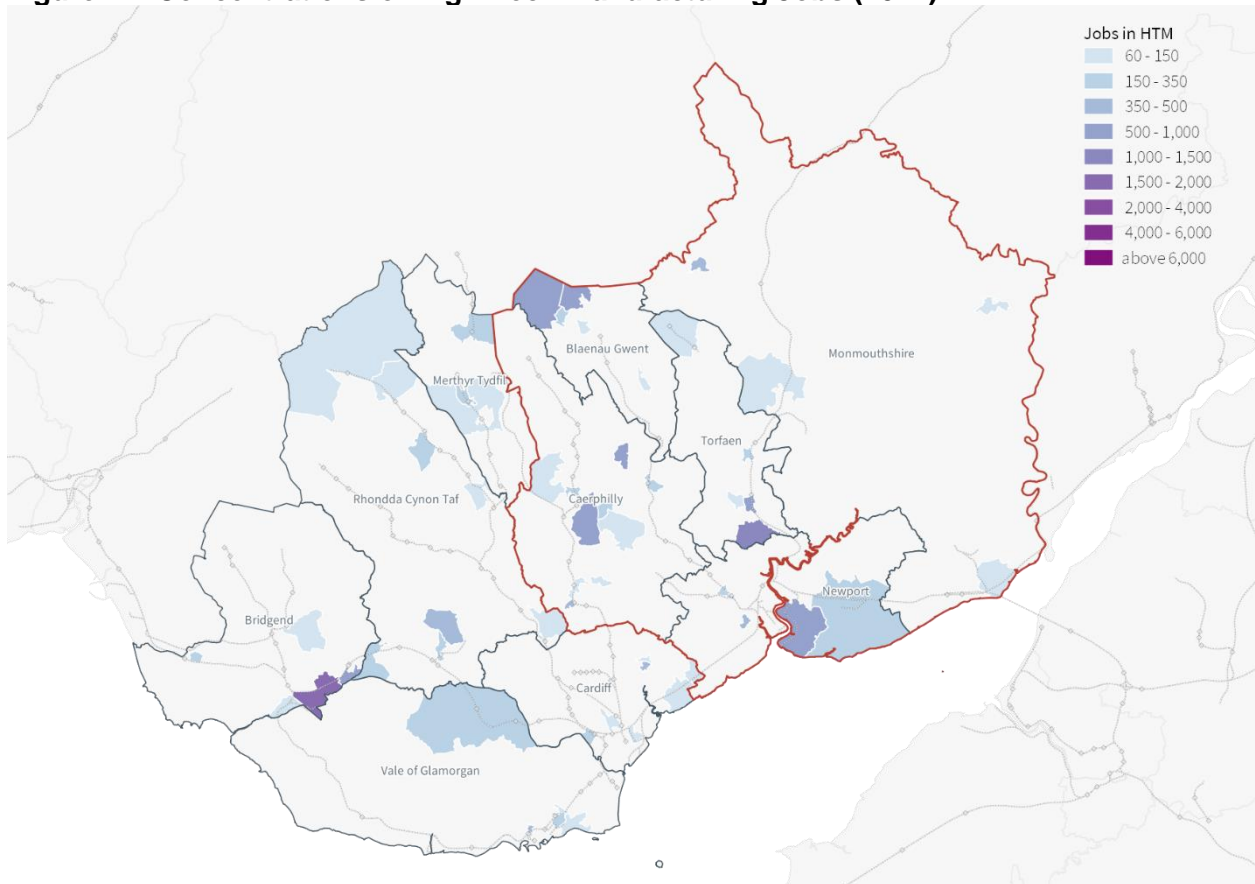 Jobs in HTM
60 - 150
150 - 350
350 - 500
500 - 1,000
1,000 - 1,500
1,500 - 2,000
2,000 - 4,000
4,000 - 6,000
above 6,000
Blaenau Gwent
Monmouthshire
Merthyr Tydfil
Torfaen
Rhondda Cynon Taf
Caerphilly
Newport
Bridgend
Cardiff
Vale of Glamorgan